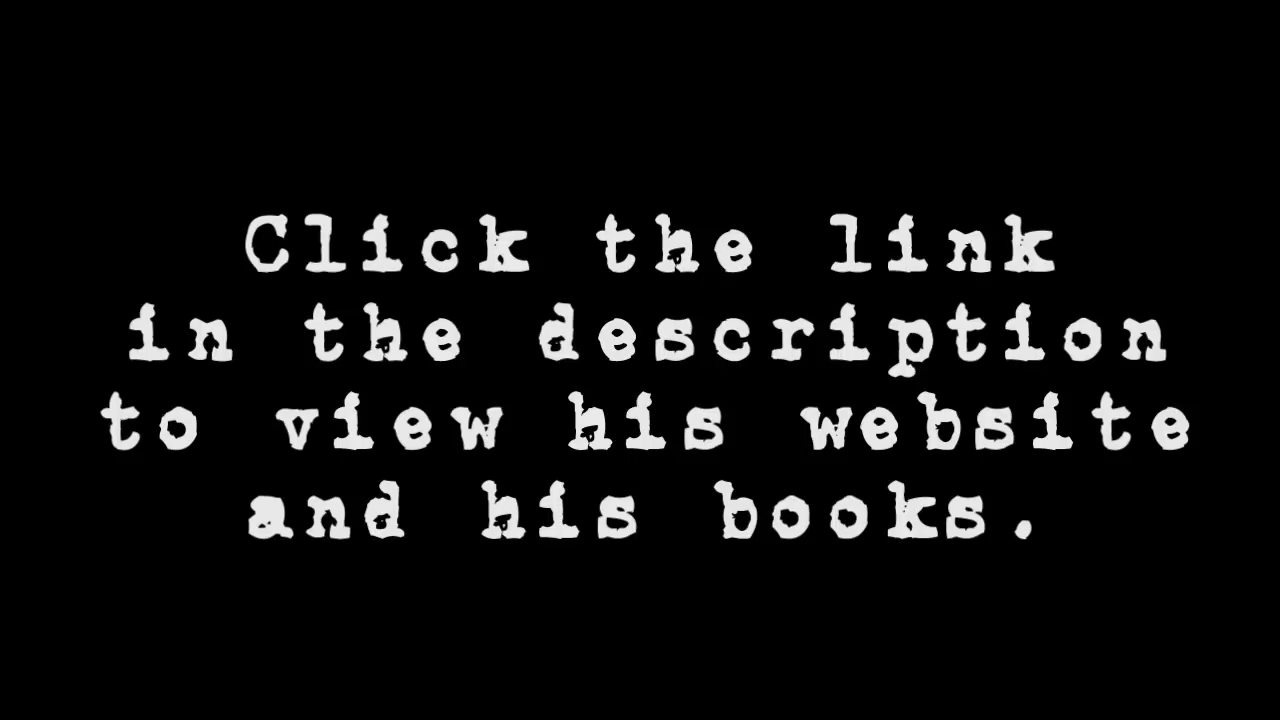 Click the link
in the description
to view his website
and his books.